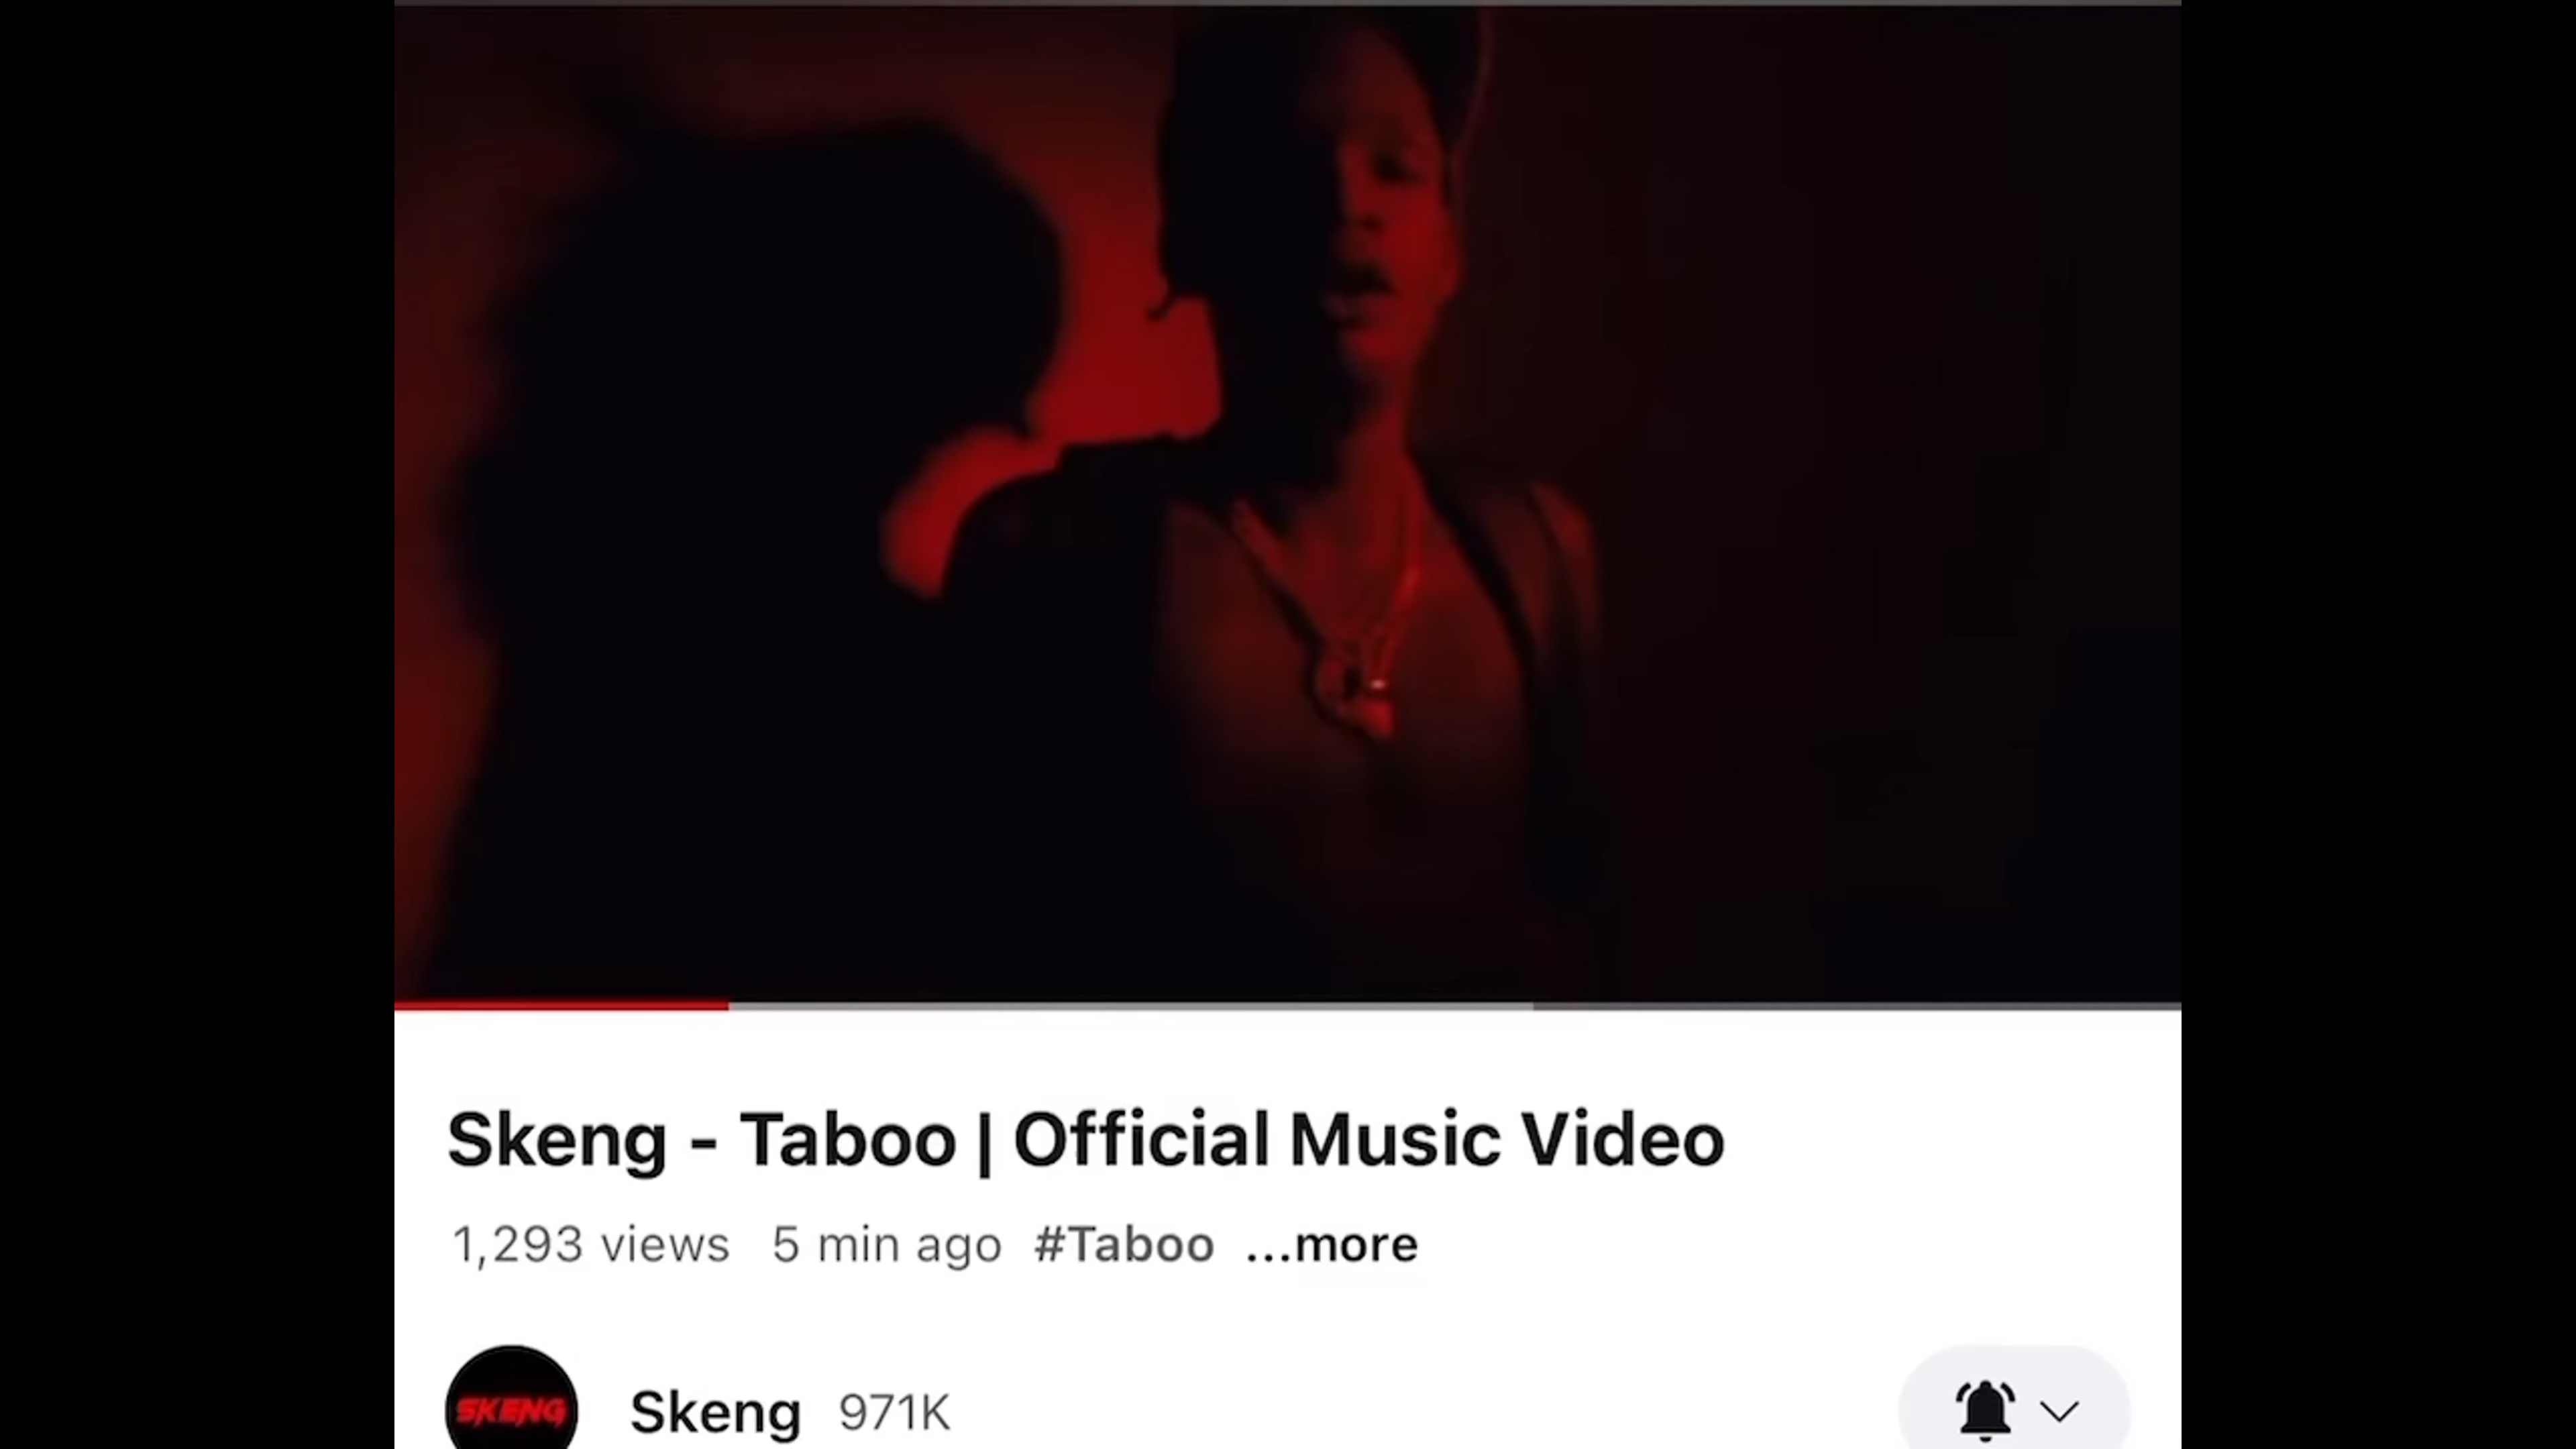 Skeng - Taboo | Official Music Video
1,293 views 5 min ago #Taboo ...more
SKENG Skeng 971K